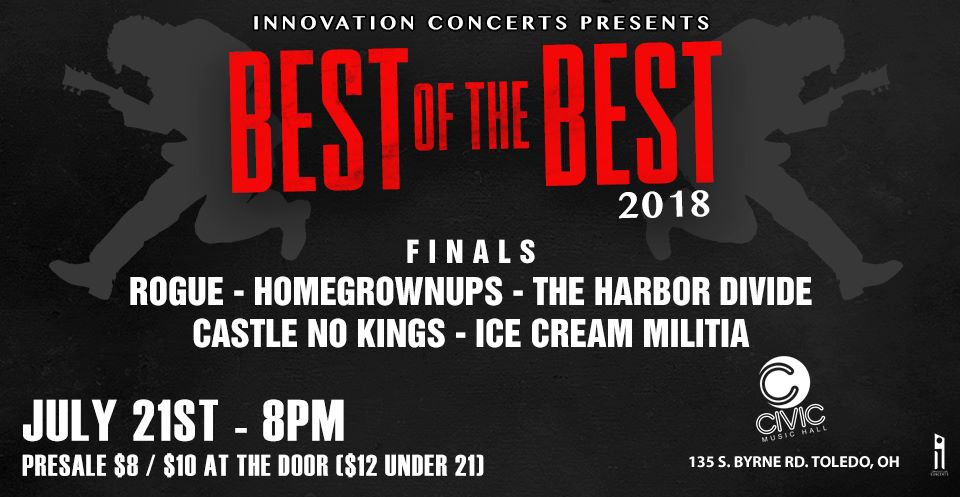 INNOVATION CONCERTS PRESENTS
BEST OF THE BEST
2018
FINALS
ROGUE - HOMEGROWNUPS - THE HARBOR DIVIDE
CASTLE NO KINGS - ICE CREAM MILITIA
JULY 21ST - 8PM
PRESALE $8 / $10 AT THE DOOR ($12 UNDER 21)
CIVIC
MUSIC HALL
135 S. BYRNE RD. TOLEDO, OH
INNOVATION
CONCERTS